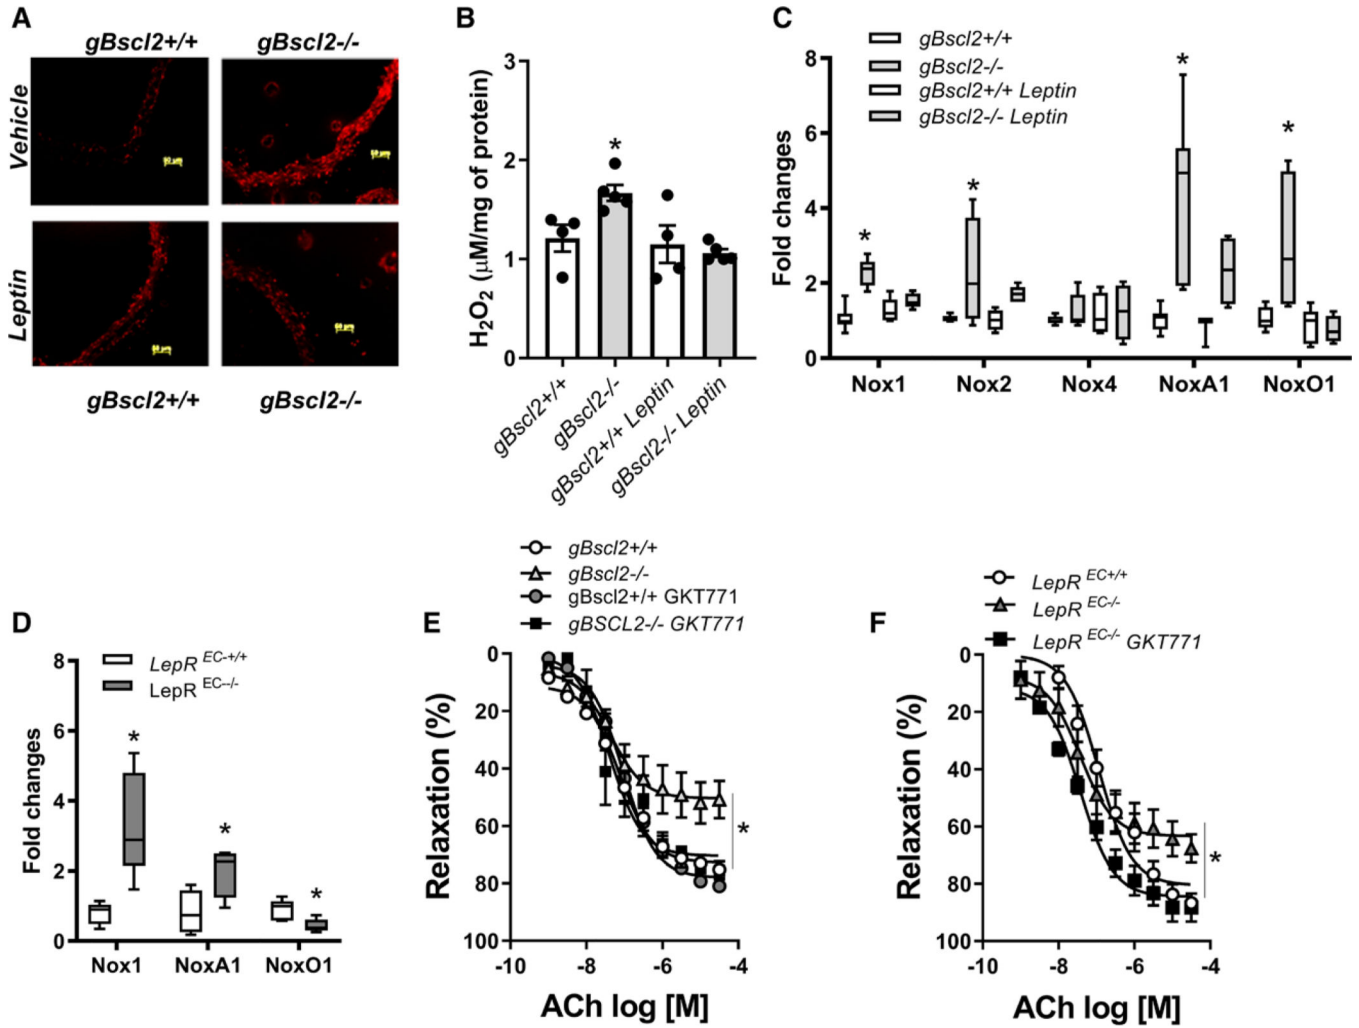 A
gBscl2+/+ gBscl2-/-
Vehicle
Leptin
gBscl2+/+ gBscl2-/-
B
H2O2 (µM/mg of protein)
3
2
1
0
*
gBscl2+/+
gBscl2-/-
gBscl2+/+ Leptin
gBscl2-/- Leptin
C
gBscl2+/+
gBscl2-/-
gBscl2+/+ Leptin
gBscl2-/- Leptin
Fold changes
8
6
4
2
0
* * * *
Nox1 Nox2 Nox4 NoxA1 NoxO1
D
LepR EC-+/+
LepR EC--/-
Fold changes
8
6
4
2
0
* * *
Nox1 NoxA1 NoxO1
E
gBscl2+/+
gBscl2-/-
gBscl2+/+ GKT771
gBSCL2-/- GKT771
Relaxation (%)
0
20
40
60
80
100
*
-10 -8 -6 -4
ACh log [M]
F
LepR EC+/+
LepR EC-/-
LepR EC-/- GKT771
Relaxation (%)
0
20
40
60
80
100
*
-10 -8 -6 -4
ACh log [M]